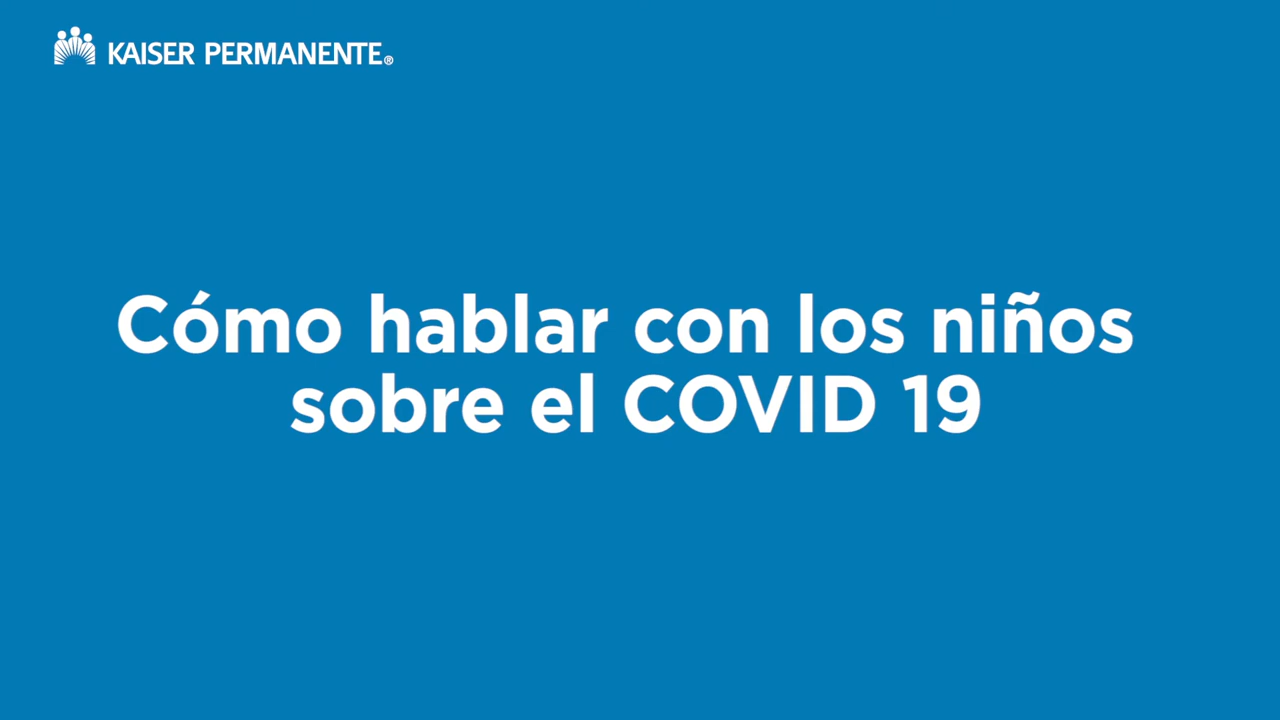 KAISER PERMANENTE®
Cómo hablar con los niños
sobre el COVID 19